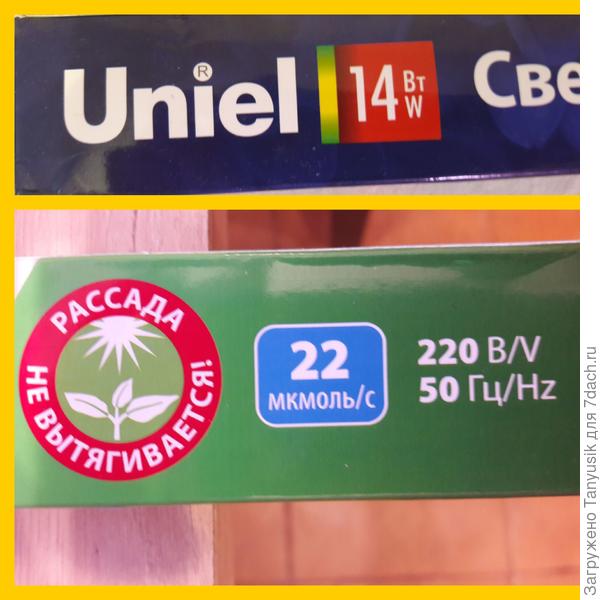 Uniel®
14 Вт
W
Све
РАССАДА
НЕ ВЫТЯГИВАЕТСЯ!
22
мкмоль/с
220 В/V
50 Гц/Hz
Загружено Tanyusik для 7dach.ru